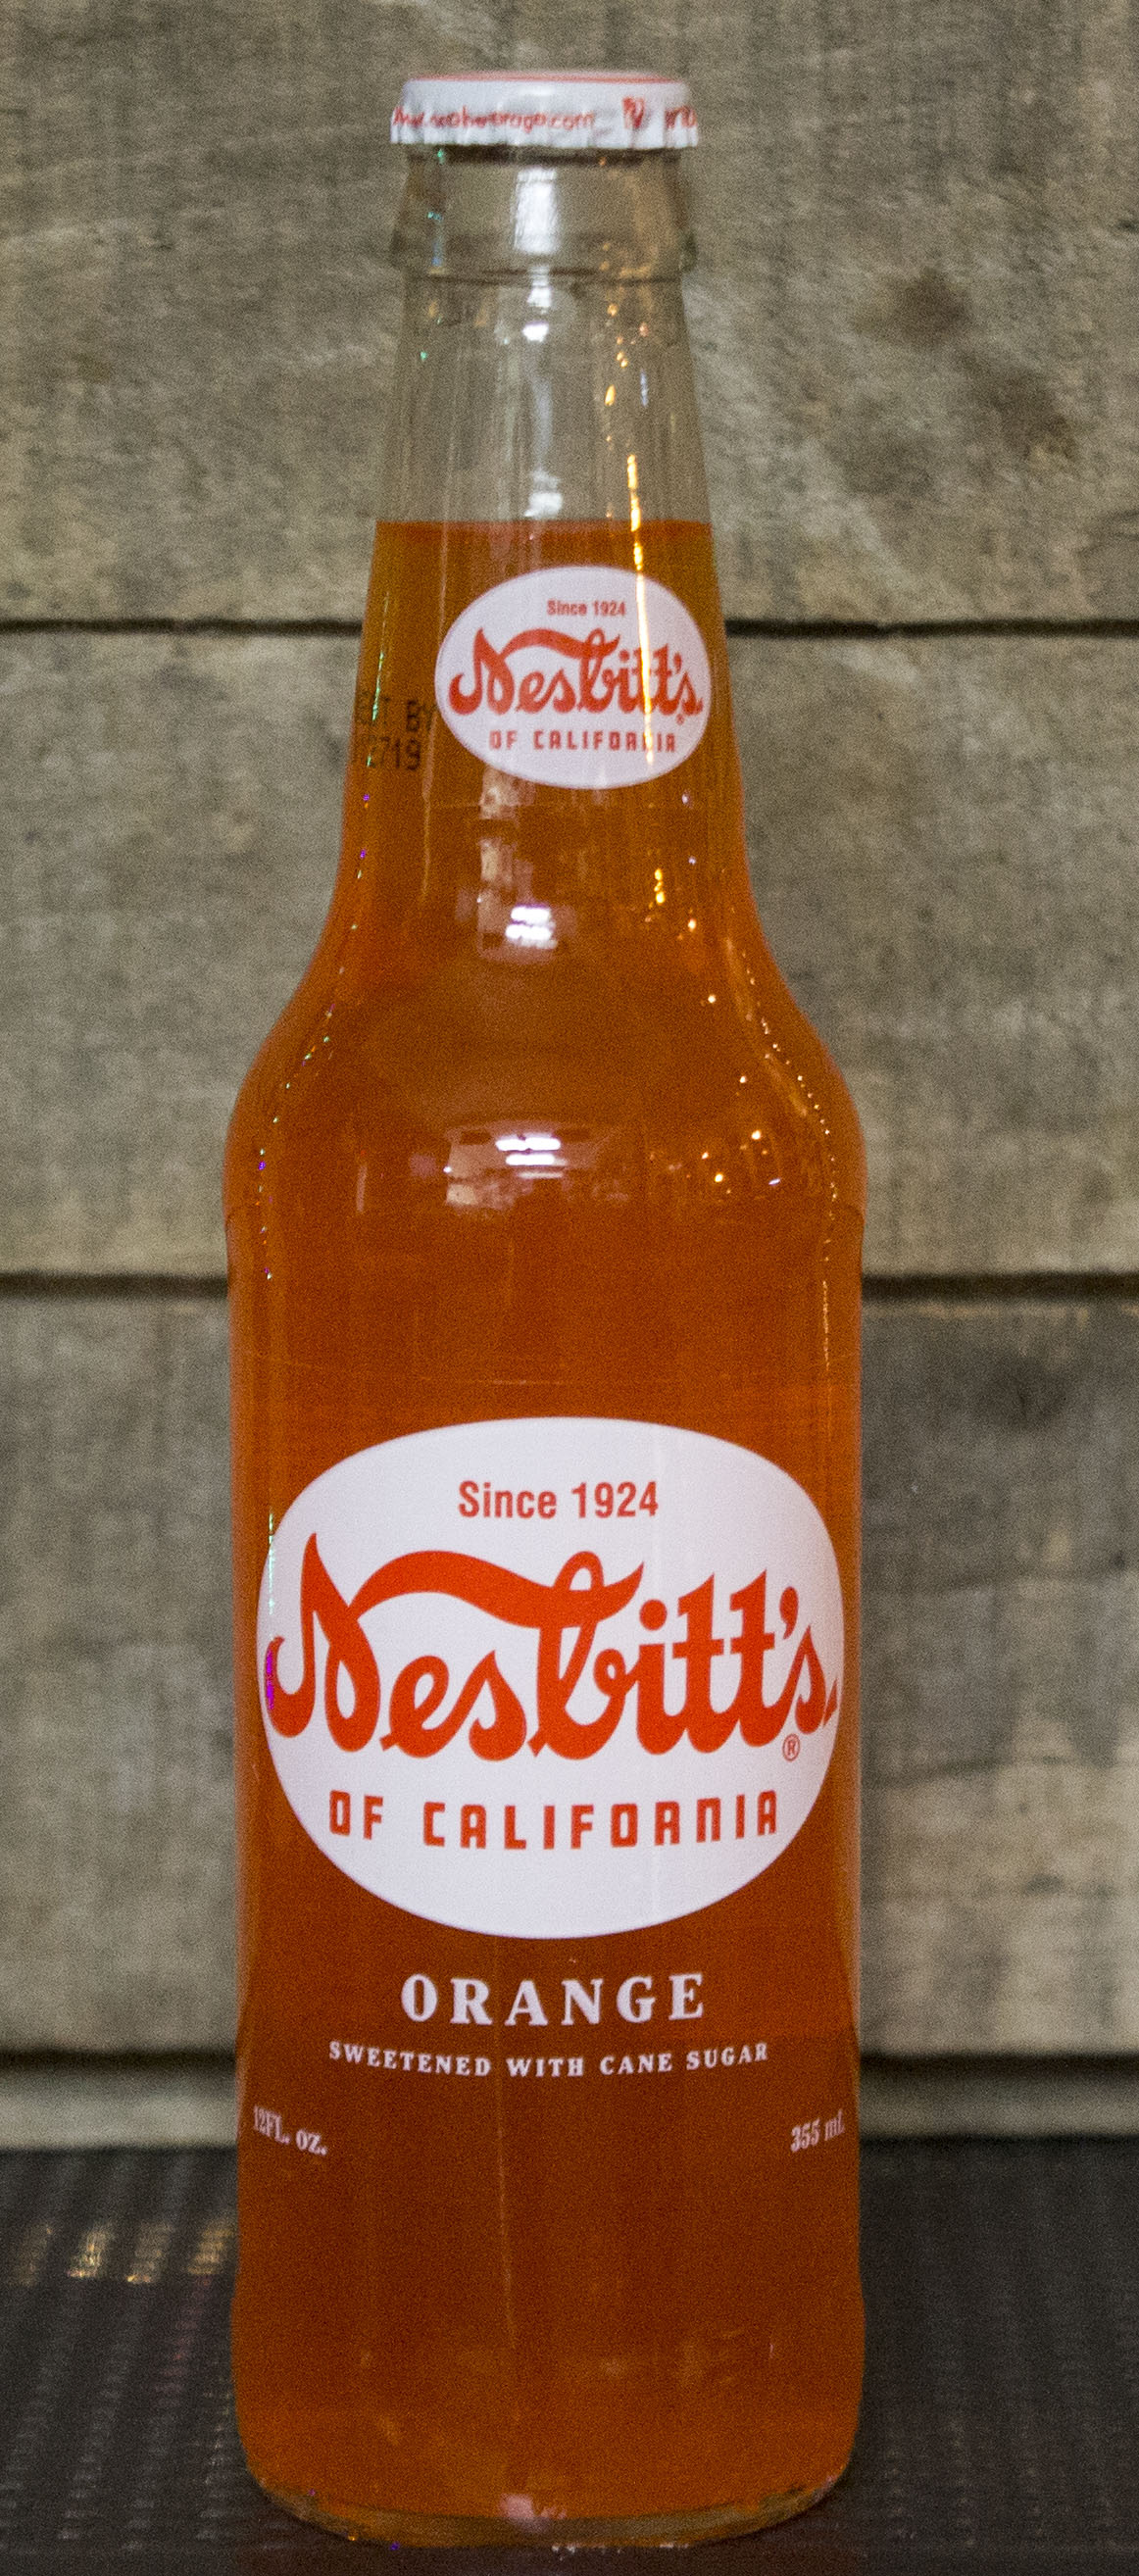 Since 1924
Nesbitt's
OF CALIFORNIA
BY
Since 1924
Nesbitt's.
®
OF CALIFORNIA
ORANGE
SWEETENED WITH CANE SUGAR
12FL. OZ.
355 ml.